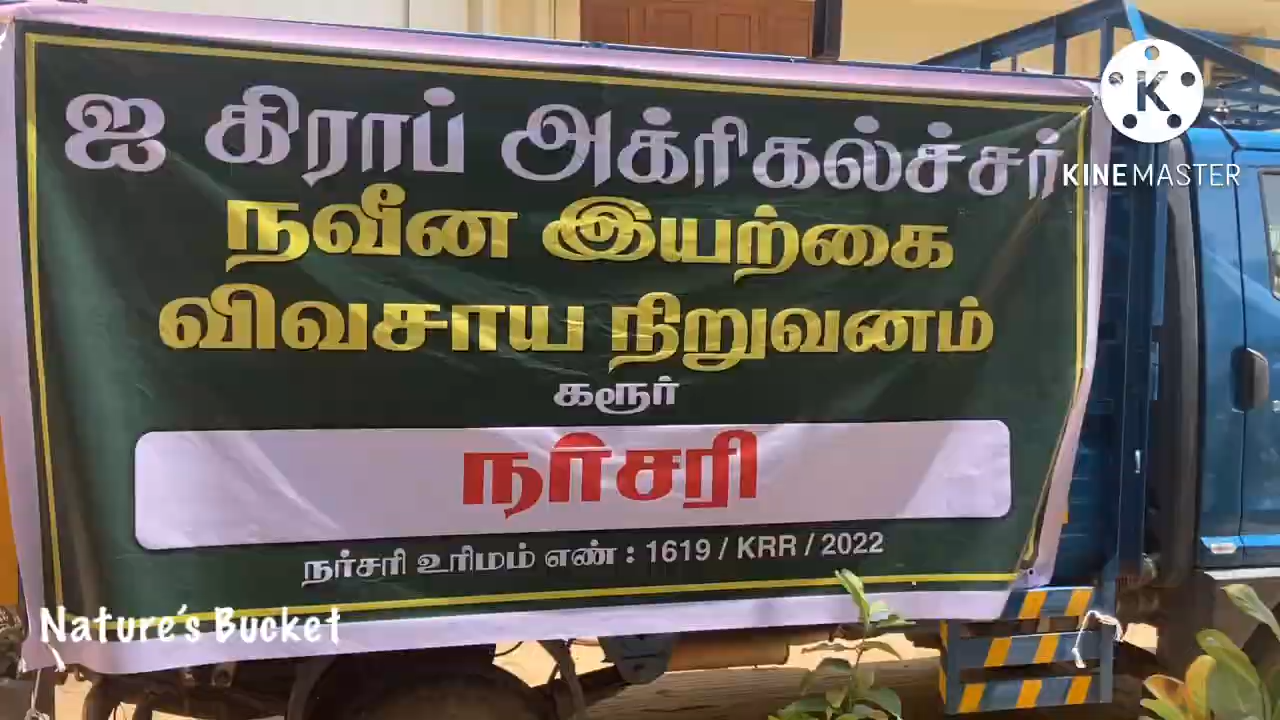 ஐ கிராப் அக்ரிகல்ச்சர்
நவீன இயற்கை
விவசாய நிறுவனம்
கரூர்
நர்சரி
நர்சரி உரிமம் எண் : 1619 / KRR / 2022
K
KINEMASTER
Nature's Bucket